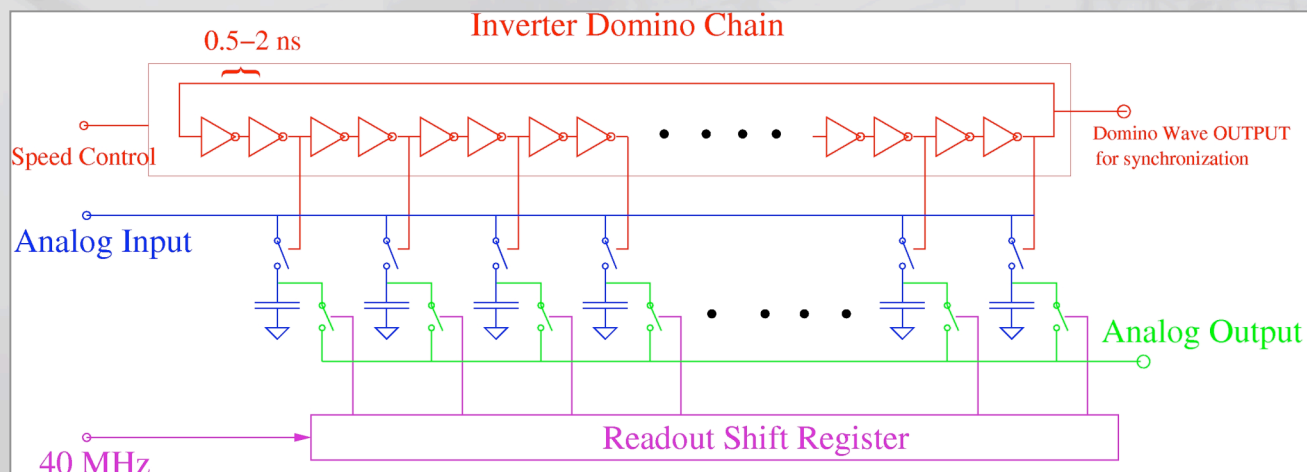 Inverter Domino Chain
0.5–2 ns
Speed Control
Domino Wave OUTPUT
for synchronization
Analog Input
Analog Output
Readout Shift Register
40 MHz